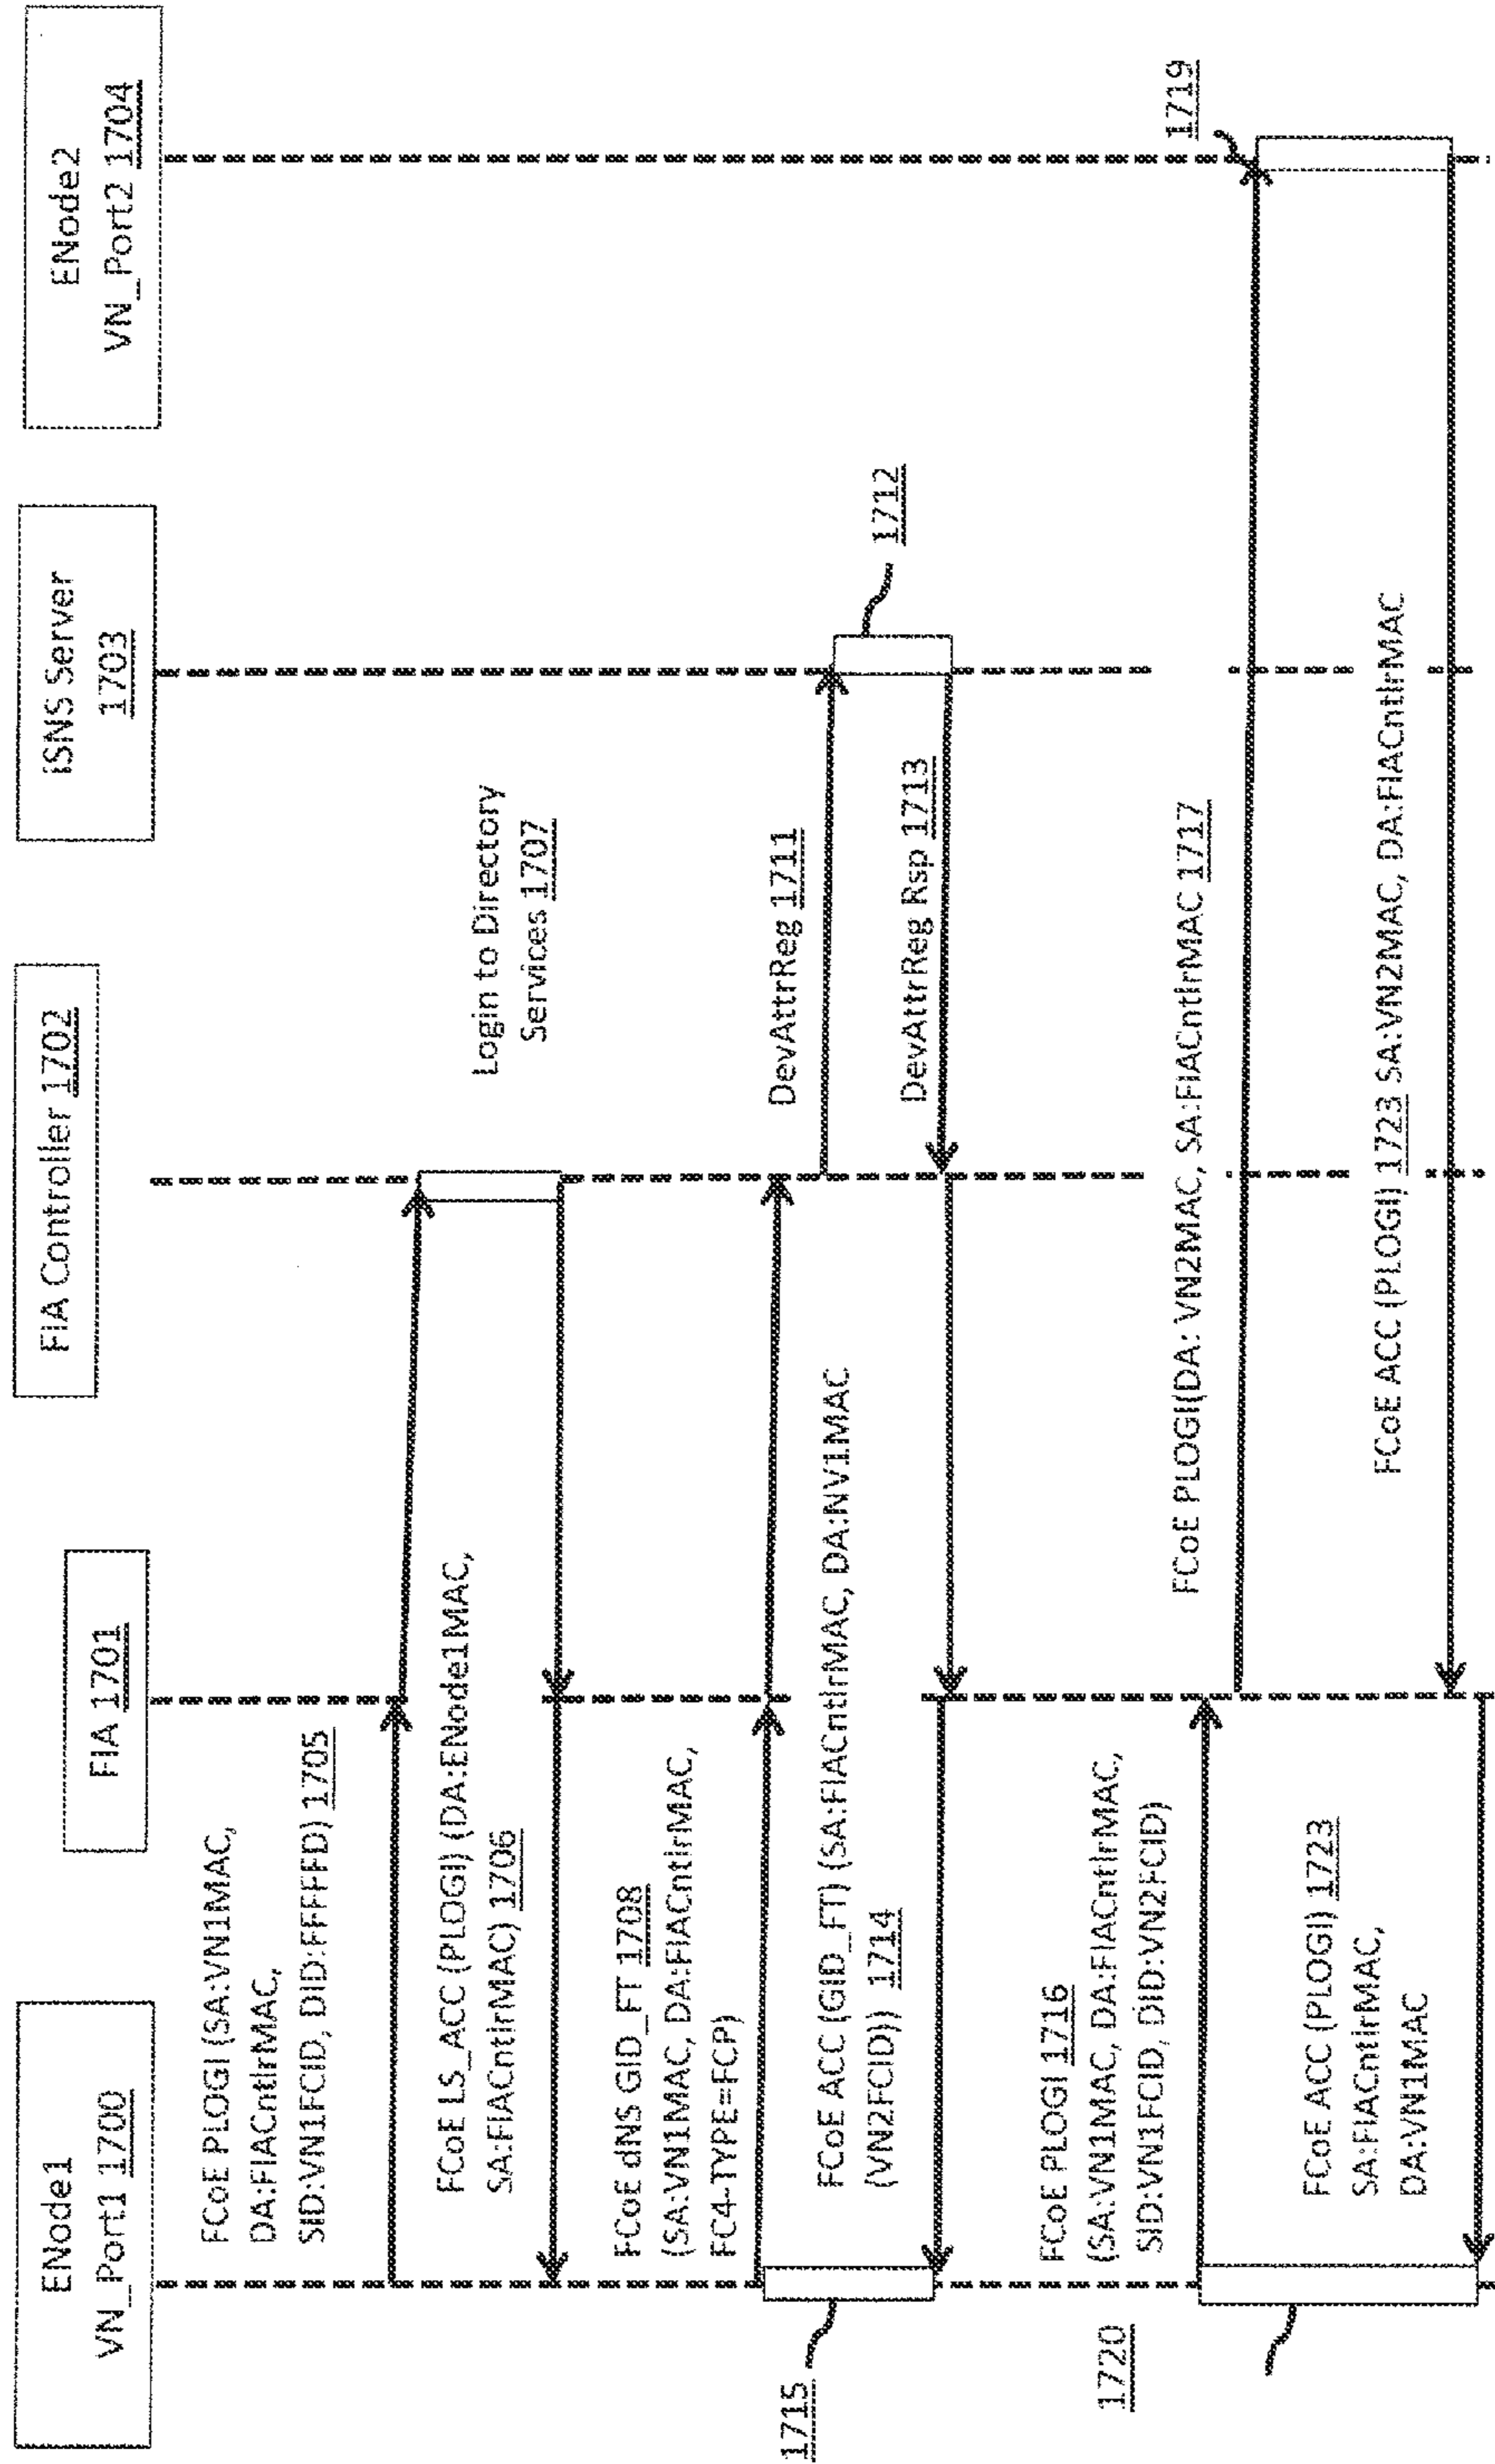 ENode1
VN_Port1 1700
FIA 1701
FIA Controller 1702
iSNS Server
1703
ENode2
VN_Port2 1704
FCoE PLOGI (SA:VN1MAC,
DA:FIACntlrMAC,
SID:VN1FCID, DID:FFFFFD) 1705
FCoE LS_ACC (PLOGI) (DA:ENode1MAC,
SA:FIACntlrMAC) 1706
Login to Directory
Services 1707
FCoE dNS GID_FT 1708
(SA:VN1MAC, DA:FIACntlrMAC,
FC4-TYPE=FCP)
DevAttrReg 1711
1712
DevAttrReg Rsp 1713
FCoE ACC (GID_FT) (SA:FIACntlrMAC, DA:NV1MAC
(VN2FCID)) 1714
1715
FCoE PLOGI 1716
(SA:VN1MAC, DA:FIACntlrMAC,
SID:VN1FCID, DID:VN2FCID)
FCoE PLOGI(DA: VN2MAC, SA:FIACntlrMAC 1717
1719
1720
FCoE ACC (PLOGI) 1723 SA:VN2MAC, DA:FIACntlrMAC
FCoE ACC (PLOGI) 1723
SA:FIACntlrMAC,
DA:VN1MAC